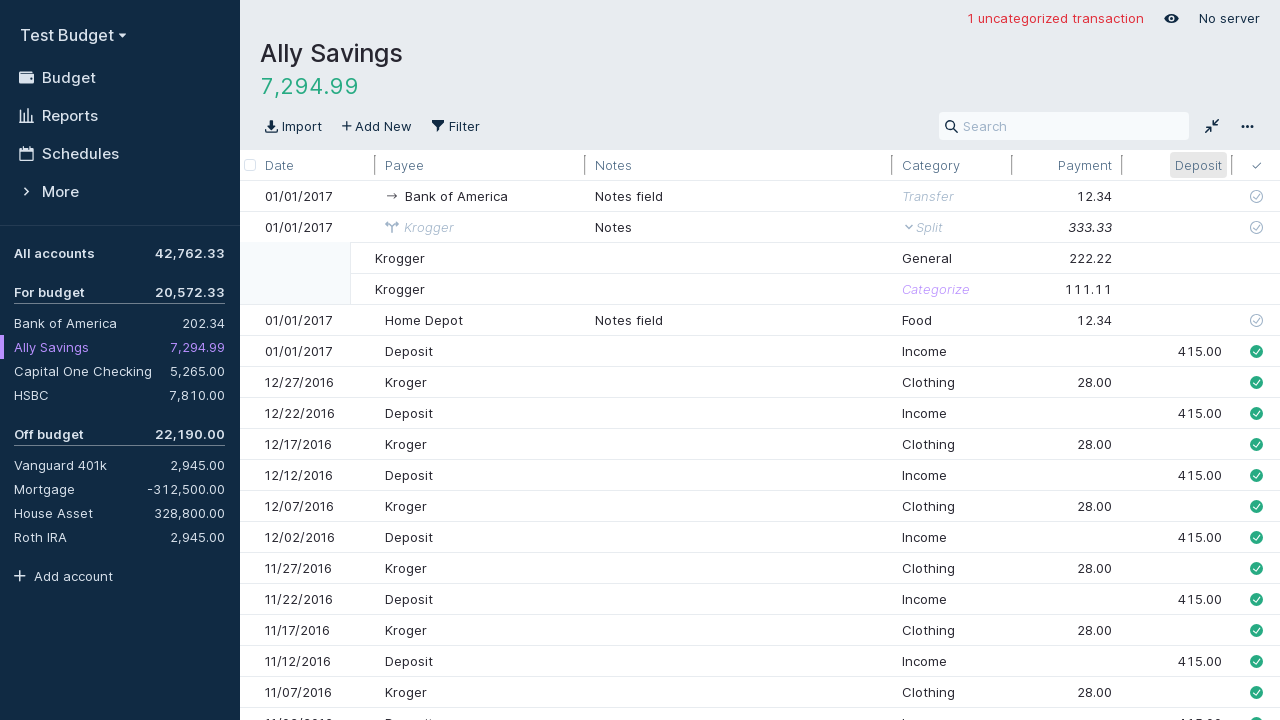 Test Budget
Budget
Reports
Schedules
More
All accounts 42,762.33
For budget 20,572.33
Bank of America 202.34
Ally Savings 7,294.99
Capital One Checking 5,265.00
HSBC 7,810.00
Off budget 22,190.00
Vanguard 401k 2,945.00
Mortgage -312,500.00
House Asset 328,800.00
Roth IRA 2,945.00
Add account
1 uncategorized transaction No server
Ally Savings
7,294.99
Import Add New Filter Search
Date Payee Notes Category Payment Deposit
01/01/2017 Bank of America Notes field Transfer 12.34
01/01/2017 Krogger Notes Split 333.33
Krogger General 222.22
Krogger Categorize 111.11
01/01/2017 Home Depot Notes field Food 12.34
01/01/2017 Deposit Income 415.00
12/27/2016 Kroger Clothing 28.00
12/22/2016 Deposit Income 415.00
12/17/2016 Kroger Clothing 28.00
12/12/2016 Deposit Income 415.00
12/07/2016 Kroger Clothing 28.00
12/02/2016 Deposit Income 415.00
11/27/2016 Kroger Clothing 28.00
11/22/2016 Deposit Income 415.00
11/17/2016 Kroger Clothing 28.00
11/12/2016 Deposit Income 415.00
11/07/2016 Kroger Clothing 28.00